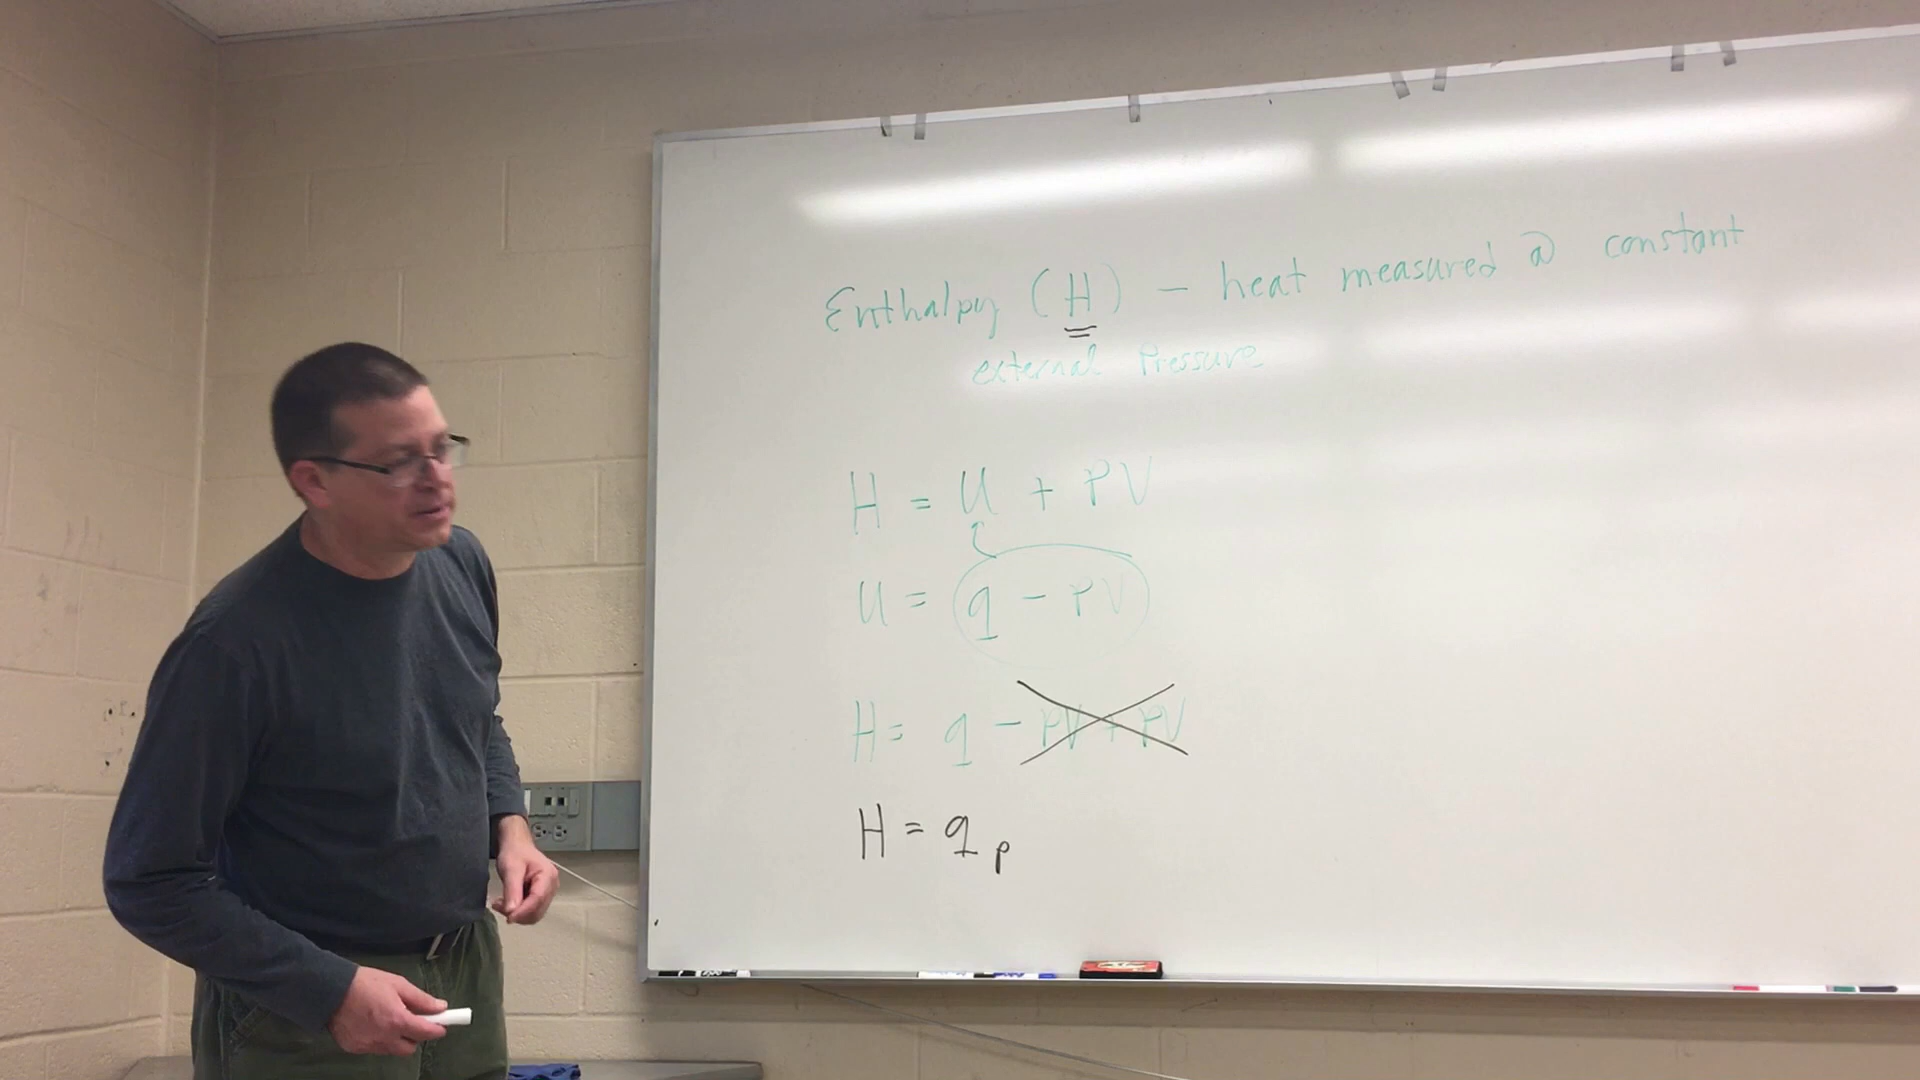 Enthalpy (H) - heat measured @ constant
external Pressure
H = U + PV
U = q - PV
H = q - PV + PV
H = q p